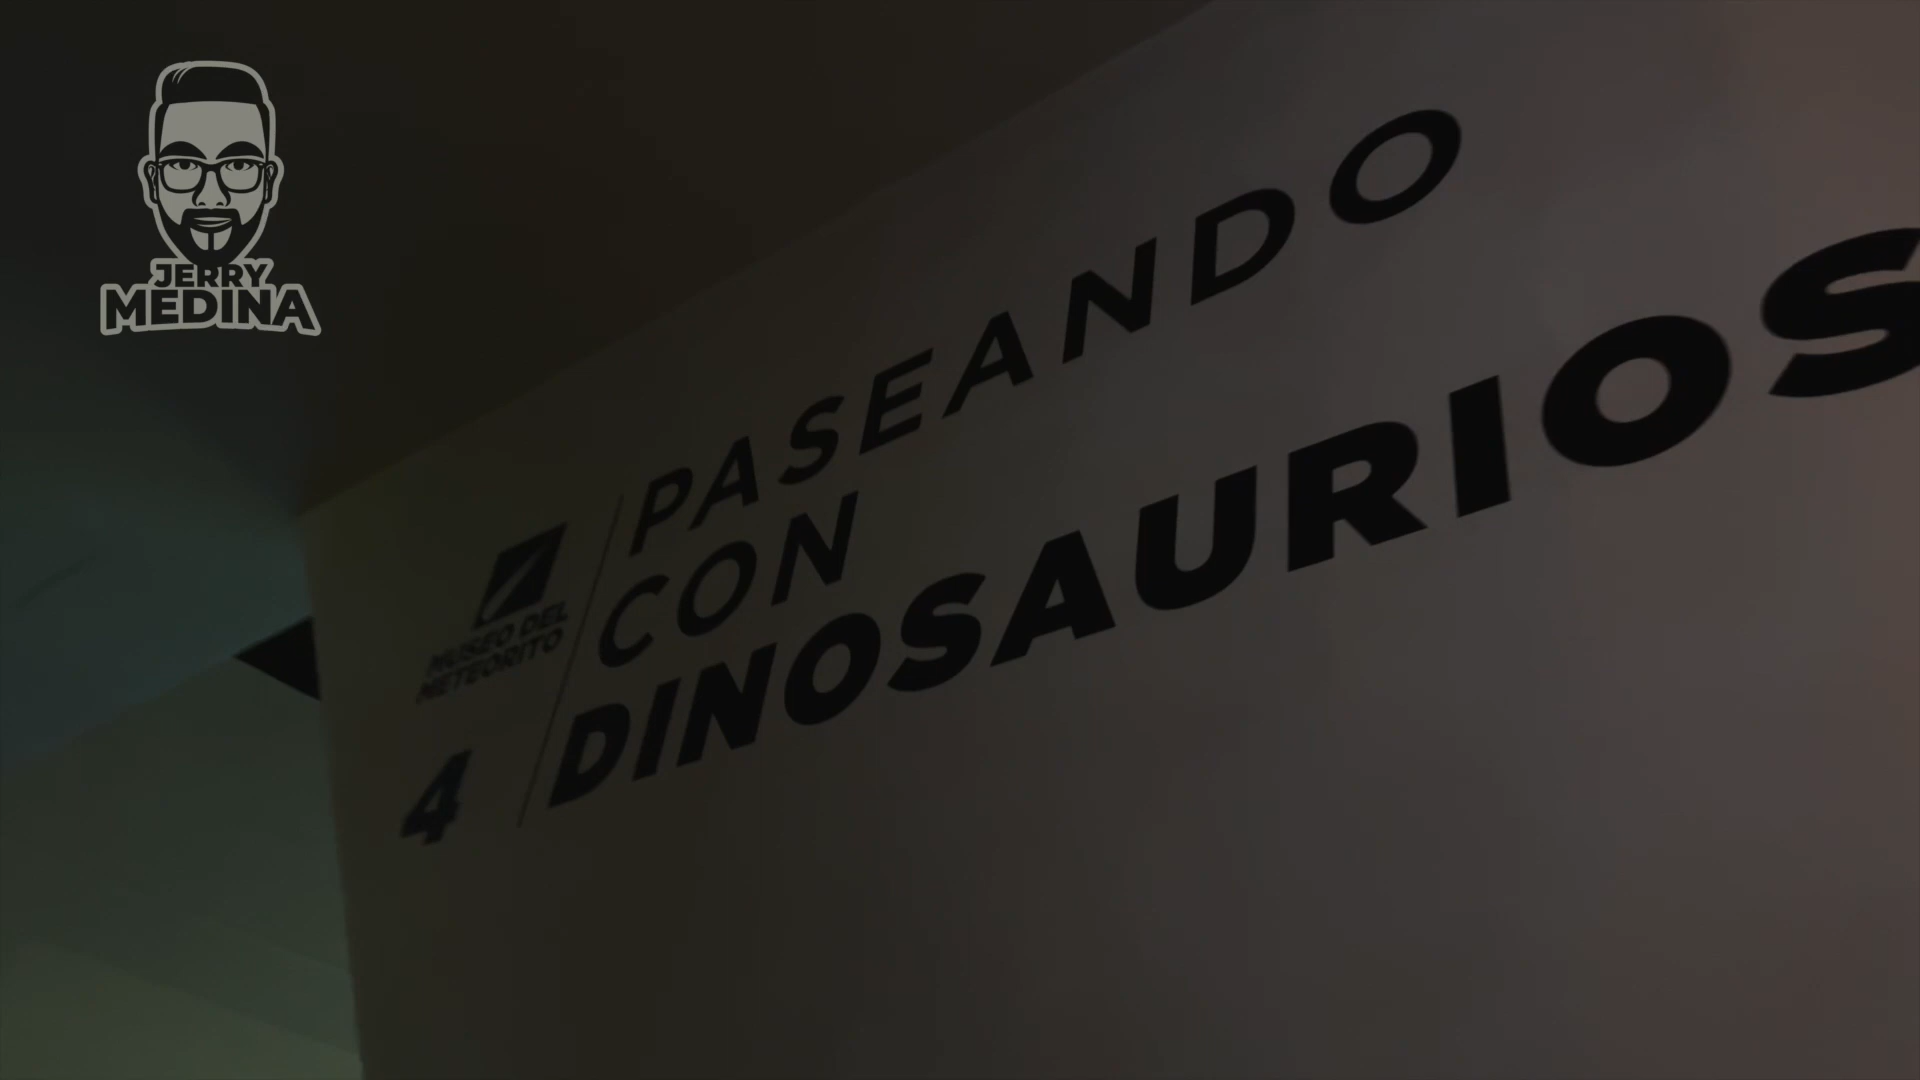 JERRY
MEDINA
PASEANDO
CON
DINOSAURIOS
MUSEO DEL
METEORITO
4